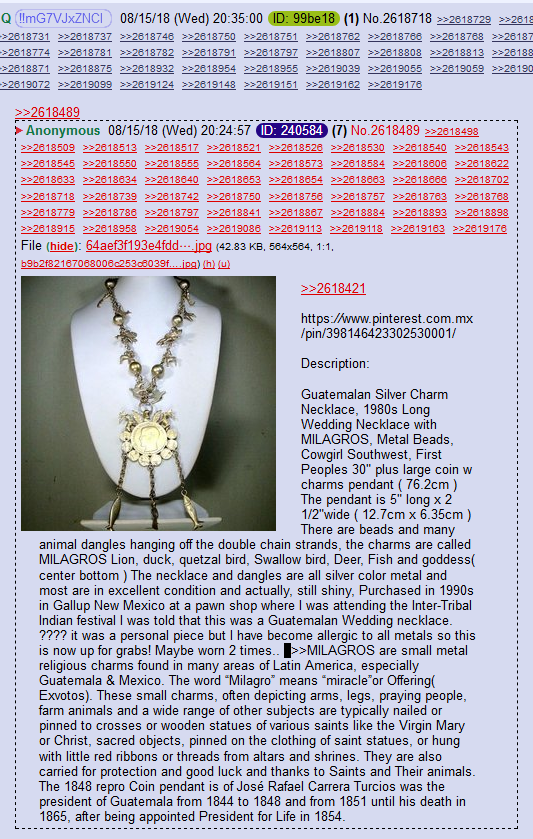 Q !!mG7VJxZNCI 08/15/18 (Wed) 20:35:00 ID: 99be18 (1) No.2618718 >>2618729 >>2618
>>2618731 >>2618737 >>2618746 >>2618750 >>2618751 >>2618762 >>2618766 >>2618768 >>26187
>>2618774 >>2618781 >>2618782 >>2618791 >>2618797 >>2618807 >>2618808 >>2618813 >>26188
>>2618871 >>2618875 >>2618932 >>2618954 >>2618955 >>2619039 >>2619055 >>2619059 >>26190
>>2619072 >>2619099 >>2619124 >>2619148 >>2619151 >>2619162 >>2619176
>>2618489
Anonymous 08/15/18 (Wed) 20:24:57 ID: 240584 (7) No.2618489 >>2618498
>>2618509 >>2618513 >>2618517 >>2618521 >>2618526 >>2618530 >>2618540 >>2618543
>>2618545 >>2618550 >>2618555 >>2618564 >>2618573 >>2618584 >>2618606 >>2618622
>>2618633 >>2618634 >>2618640 >>2618653 >>2618654 >>2618663 >>2618666 >>2618702
>>2618718 >>2618739 >>2618742 >>2618750 >>2618756 >>2618757 >>2618763 >>2618768
>>2618779 >>2618786 >>2618797 >>2618841 >>2618867 >>2618884 >>2618893 >>2618898
>>2618915 >>2618958 >>2619054 >>2619086 >>2619113 >>2619118 >>2619163 >>2619176
File (hide): 64aef3f193e4fdd⋯.jpg (42.83 KB, 564x564, 1:1,
b9b2f82167068006c253c6039f….jpg) (h) (u)
>>2618421
https://www.pinterest.com.mx
/pin/398146423302530001/
Description:
Guatemalan Silver Charm
Necklace, 1980s Long
Wedding Necklace with
MILAGROS, Metal Beads,
Cowgirl Southwest, First
Peoples 30" plus large coin w
charms pendant ( 76.2cm )
The pendant is 5" long x 2
1/2"wide ( 12.7cm x 6.35cm )
There are beads and many
animal dangles hanging off the double chain strands, the charms are called
MILAGROS Lion, duck, quetzal bird, Swallow bird, Deer, Fish and goddess(
center bottom ) The necklace and dangles are all silver color metal and
most are in excellent condition and actually, still shiny, Purchased in 1990s
in Gallup New Mexico at a pawn shop where I was attending the Inter-Tribal
Indian festival I was told that this was a Guatemalan Wedding necklace.
???? it was a personal piece but I have become allergic to all metals so this
is now up for grabs! Maybe worn 2 times.. >>MILAGROS are small metal
religious charms found in many areas of Latin America, especially
Guatemala & Mexico. The word “Milagro” means “miracle”or Offering(
Exvotos). These small charms, often depicting arms, legs, praying people,
farm animals and a wide range of other subjects are typically nailed or
pinned to crosses or wooden statues of various saints like the Virgin Mary
or Christ, sacred objects, pinned on the clothing of saint statues, or hung
with little red ribbons or threads from altars and shrines. They are also
carried for protection and good luck and thanks to Saints and Their animals.
The 1848 repro Coin pendant is of José Rafael Carrera Turcios was the
president of Guatemala from 1844 to 1848 and from 1851 until his death in
1865, after being appointed President for Life in 1854.